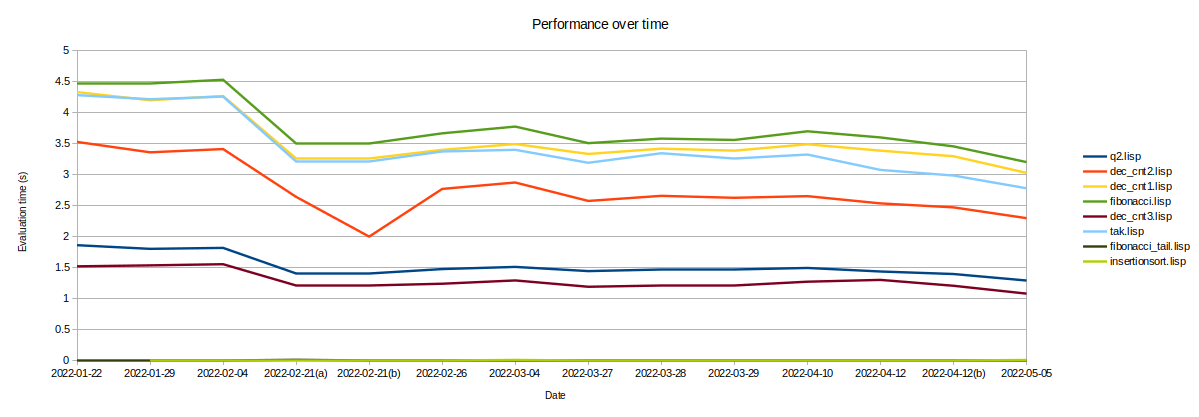 Performance over time
5
4.5
4
3.5
3
2.5
2
1.5
1
0.5
0
Evaluation time (s)
2022-01-22 2022-01-29 2022-02-04 2022-02-21(a) 2022-02-21(b) 2022-02-26 2022-03-04 2022-03-27 2022-03-28 2022-03-29 2022-04-10 2022-04-12 2022-04-12(b) 2022-05-05
Date
q2.lisp
dec_cnt2.lisp
dec_cnt1.lisp
fibonacci.lisp
dec_cnt3.lisp
tak.lisp
fibonacci_tail.lisp
insertionsort.lisp